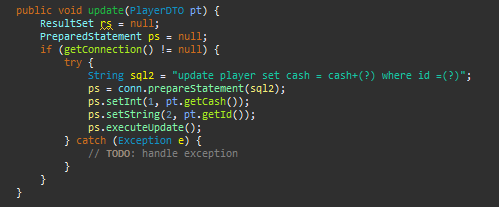 public void update(PlayerDTO pt) {
    ResultSet rs = null;
    PreparedStatement ps = null;
    if (getConnection() != null) {
        try {
            String sql2 = "update player set cash = cash+(?) where id =(?)";
            ps = conn.prepareStatement(sql2);
            ps.setInt(1, pt.getCash());
            ps.setString(2, pt.getId());
            ps.executeUpdate();
        } catch (Exception e) {
            // TODO: handle exception
        }
    }
}